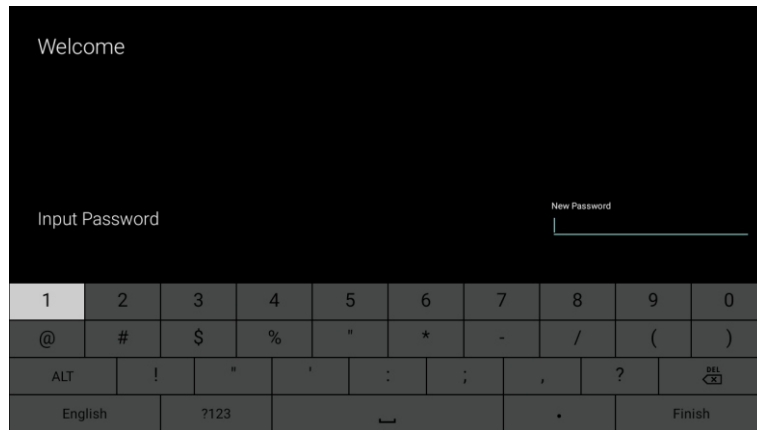 Welcome
New Password
Input Password
1 2 3 4 5 6 7 8 9 0
@ # $ % " * - / ( )
ALT ! " ' : ; , ? DEL
English ?123 . Finish